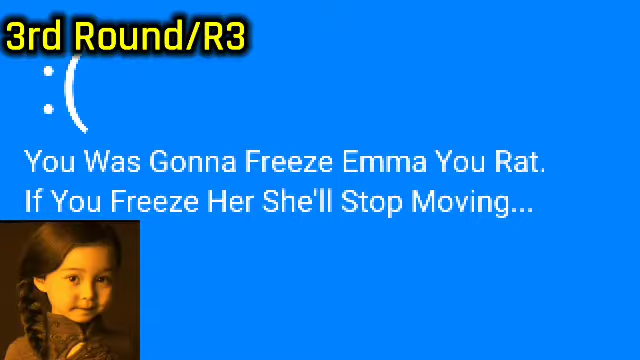 3rd Round/R3
:(
You Was Gonna Freeze Emma You Rat.
If You Freeze Her She'll Stop Moving...